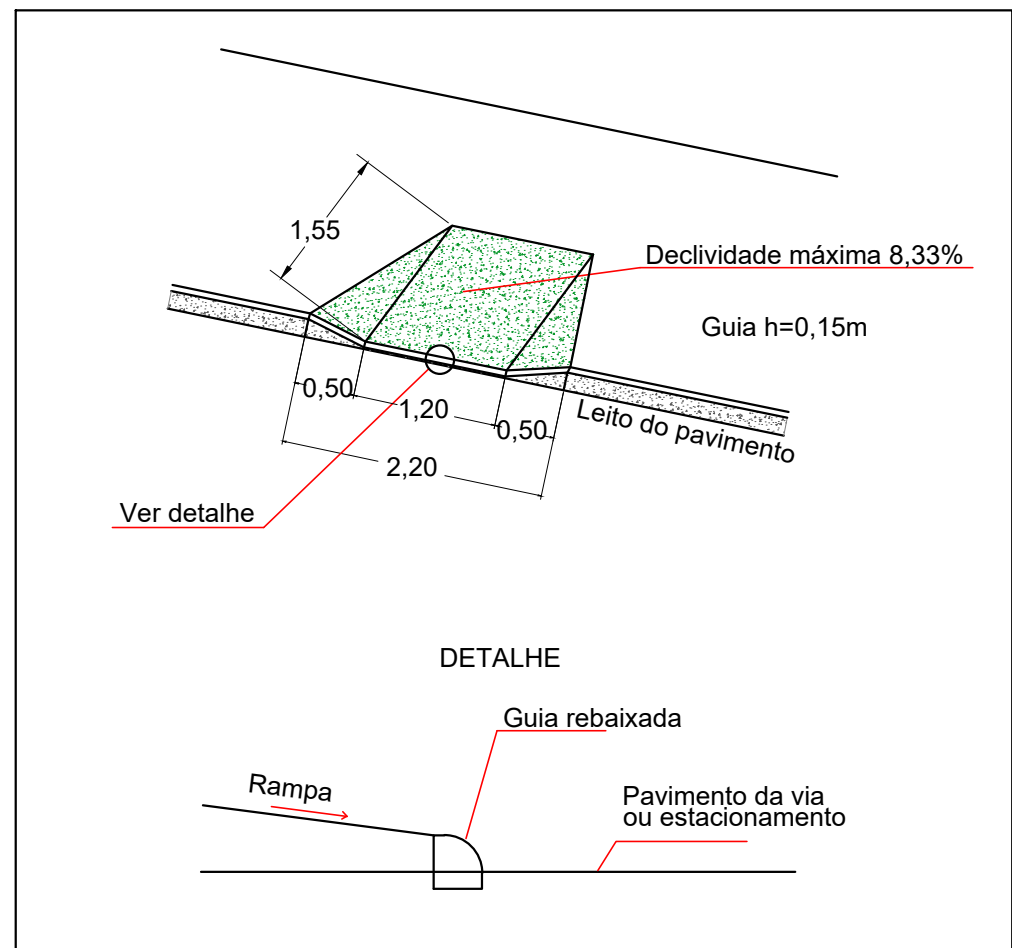 1,55
Declividade máxima 8,33%
Guia h=0,15m
0,50
1,20
0,50
Leito do pavimento
2,20
Ver detalhe
DETALHE
Guia rebaixada
Rampa
Pavimento da via
ou estacionamento